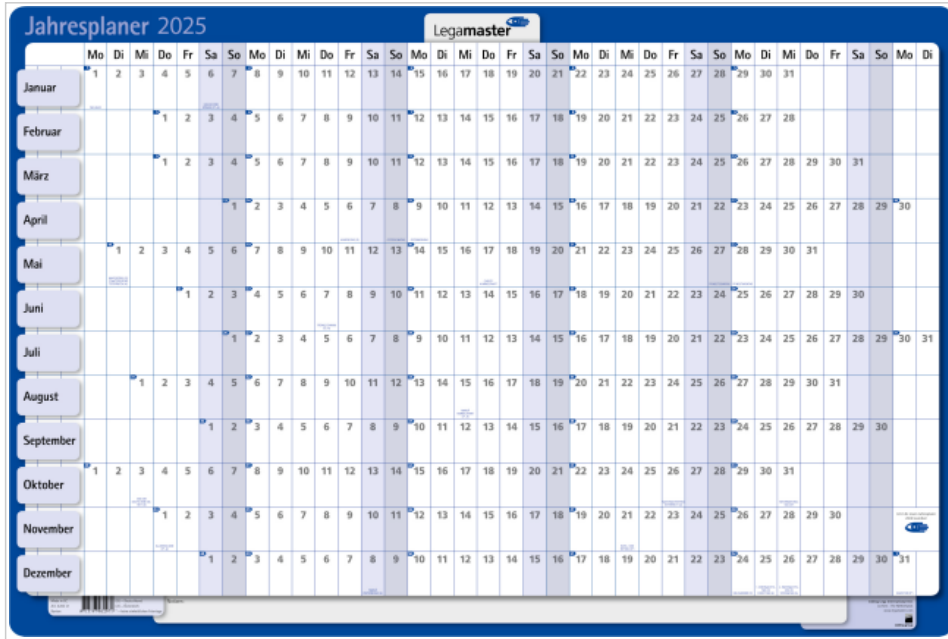 Jahresplaner 2025
Legamaster
Mo Di Mi Do Fr Sa So Mo Di Mi Do Fr Sa So Mo Di Mi Do Fr Sa So Mo Di Mi Do Fr Sa So Mo Di Mi Do Fr Sa So Mo Di
Januar 1 2 3 4 5 6 7 8 9 10 11 12 13 14 15 16 17 18 19 20 21 22 23 24 25 26 27 28 29 30 31
Februar 1 2 3 4 5 6 7 8 9 10 11 12 13 14 15 16 17 18 19 20 21 22 23 24 25 26 27 28
März 1 2 3 4 5 6 7 8 9 10 11 12 13 14 15 16 17 18 19 20 21 22 23 24 25 26 27 28 29 30 31
April 1 2 3 4 5 6 7 8 9 10 11 12 13 14 15 16 17 18 19 20 21 22 23 24 25 26 27 28 29 30
Mai 1 2 3 4 5 6 7 8 9 10 11 12 13 14 15 16 17 18 19 20 21 22 23 24 25 26 27 28 29 30 31
Juni 1 2 3 4 5 6 7 8 9 10 11 12 13 14 15 16 17 18 19 20 21 22 23 24 25 26 27 28 29 30
Juli 1 2 3 4 5 6 7 8 9 10 11 12 13 14 15 16 17 18 19 20 21 22 23 24 25 26 27 28 29 30 31
August 1 2 3 4 5 6 7 8 9 10 11 12 13 14 15 16 17 18 19 20 21 22 23 24 25 26 27 28 29 30 31
September 1 2 3 4 5 6 7 8 9 10 11 12 13 14 15 16 17 18 19 20 21 22 23 24 25 26 27 28 29 30
Oktober 1 2 3 4 5 6 7 8 9 10 11 12 13 14 15 16 17 18 19 20 21 22 23 24 25 26 27 28 29 30 31
November 1 2 3 4 5 6 7 8 9 10 11 12 13 14 15 16 17 18 19 20 21 22 23 24 25 26 27 28 29 30
Dezember 1 2 3 4 5 6 7 8 9 10 11 12 13 14 15 16 17 18 19 20 21 22 23 24 25 26 27 28 29 30 31